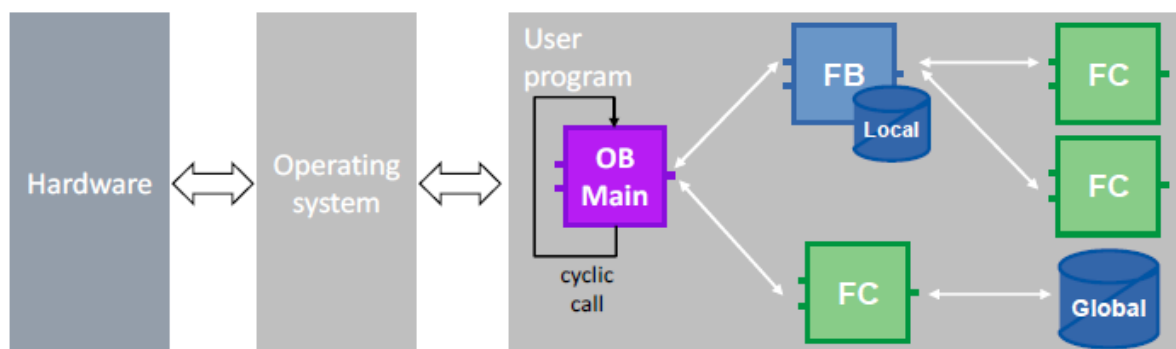 Hardware
Operating
system
User
program
OB
Main
cyclic
call
FB
Local
FC
FC
FC
Global